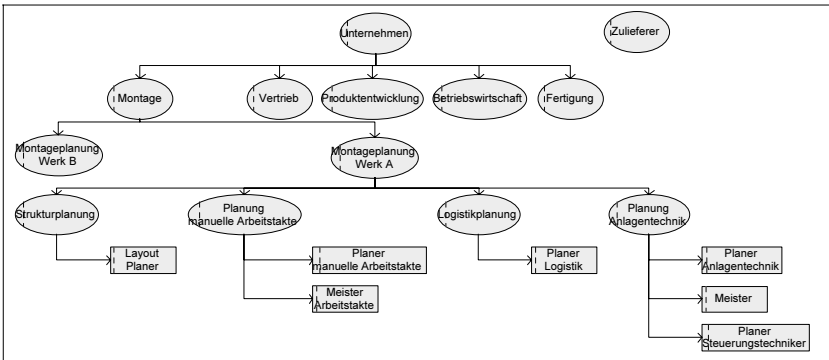 Unternehmen
Zulieferer
Montage
Vertrieb
Produktentwicklung
Betriebswirtschaft
Fertigung
Montageplanung
Werk B
Montageplanung
Werk A
Strukturplanung
Planung
manuelle Arbeitstakte
Logistikplanung
Planung
Anlagentechnik
Layout
Planer
Planer
manuelle Arbeitstakte
Meister
Arbeitstakte
Planer
Logistik
Planer
Anlagentechnik
Meister
Planer
Steuerungstechniker